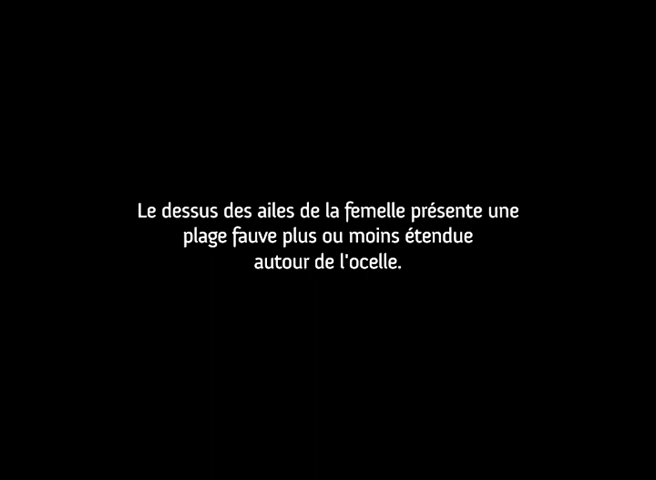 Le dessus des ailes de la femelle présente une
plage fauve plus ou moins étendue
autour de l'ocelle.